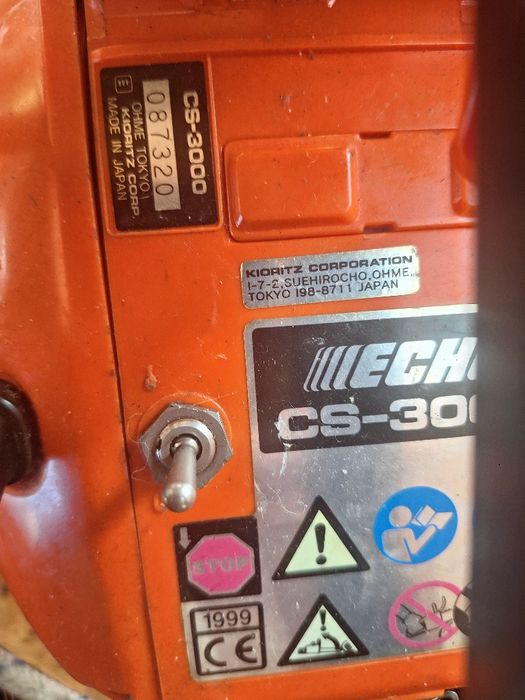 CS-3000
087320
E
OHME TOKYO,
KIORITZ CORP.
MADE IN JAPAN
KIORITZ CORPORATION
1-7-2,SUEHIROCHO,OHME,
TOKYO 198-8711 JAPAN
ECH
CS-300
STOP
1999
CE